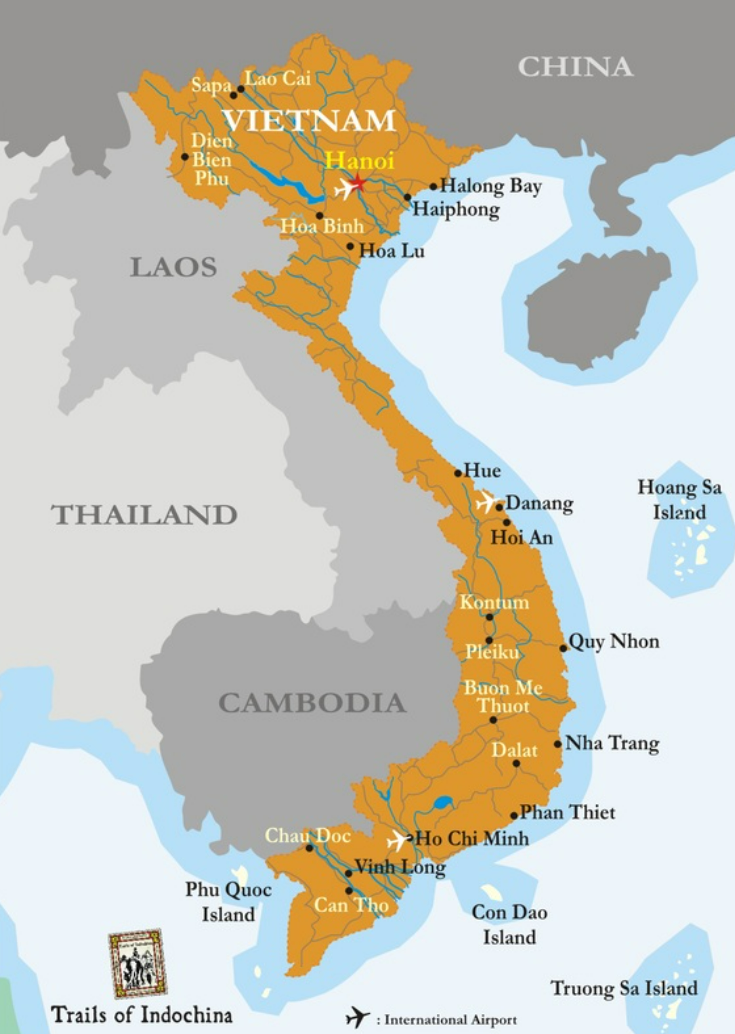 CHINA
Sapa
Lao Cai
VIETNAM
Dien
Bien
Phu
Hanoi
Halong Bay
Haiphong
Hoa Binh
Hoa Lu
LAOS
Hue
Hoang Sa
Island
Danang
THAILAND
Hoi An
Kontum
Quy Nhon
Pleiku
Buon Me
Thuot
CAMBODIA
Nha Trang
Dalat
Phan Thiet
Chau Doc
Ho Chi Minh
Vinh Long
Phu Quoc
Island
Can Tho
Con Dao
Island
Truong Sa Island
Trails of Indochina
: International Airport